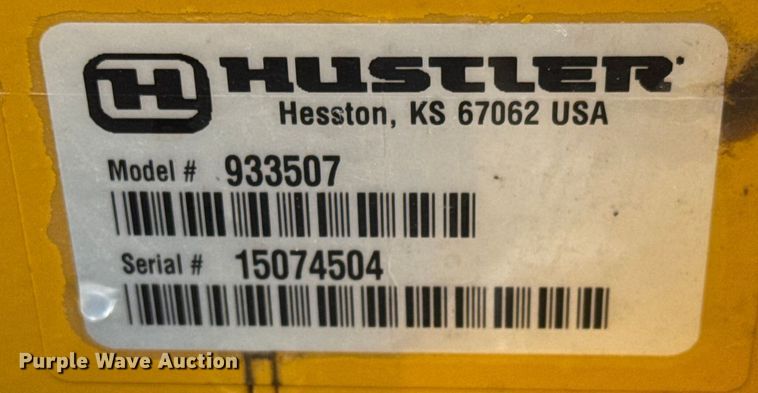 H HUSTLER
Hesston, KS 67062 USA
Model # 933507
Serial # 15074504
Purple Wave Auction